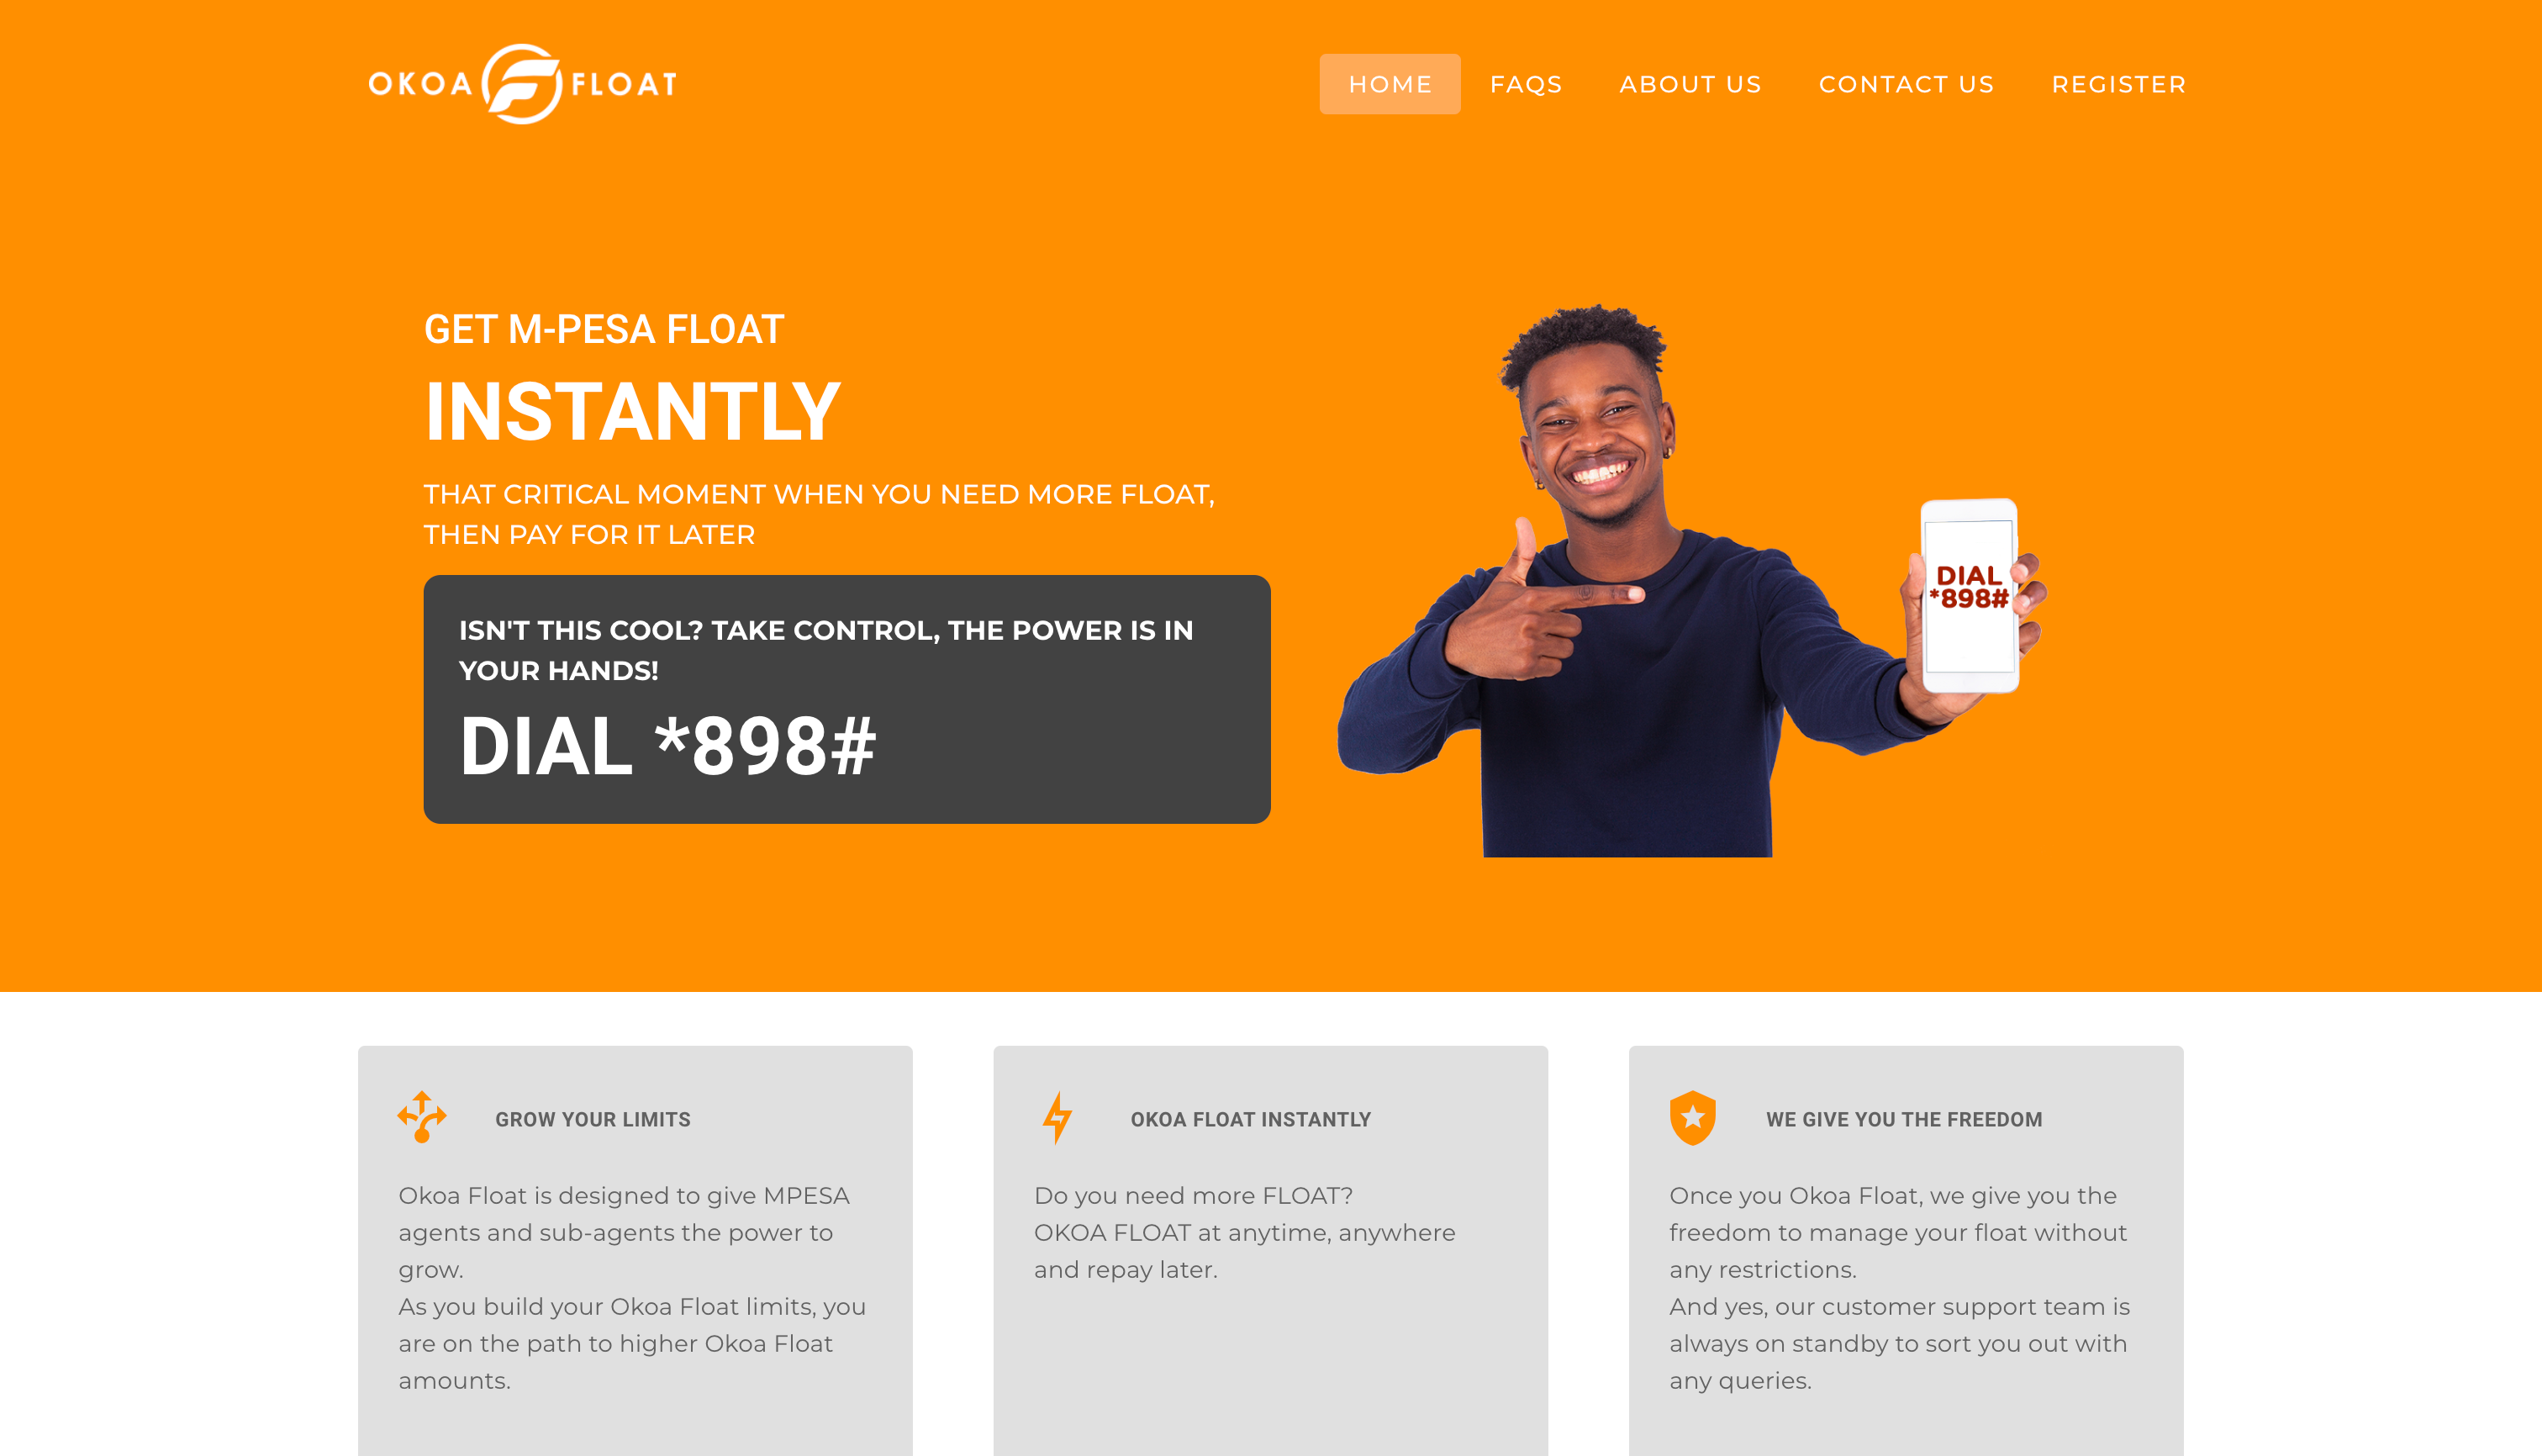 OKOA FLOAT
HOME
FAQS
ABOUT US
CONTACT US
REGISTER
GET M-PESA FLOAT
INSTANTLY
THAT CRITICAL MOMENT WHEN YOU NEED MORE FLOAT,
THEN PAY FOR IT LATER
ISN'T THIS COOL? TAKE CONTROL, THE POWER IS IN
YOUR HANDS!
DIAL *898#
DIAL
*898#
GROW YOUR LIMITS
Okoa Float is designed to give MPESA
agents and sub-agents the power to
grow.
As you build your Okoa Float limits, you
are on the path to higher Okoa Float
amounts.
OKOA FLOAT INSTANTLY
Do you need more FLOAT?
OKOA FLOAT at anytime, anywhere
and repay later.
WE GIVE YOU THE FREEDOM
Once you Okoa Float, we give you the
freedom to manage your float without
any restrictions.
And yes, our customer support team is
always on standby to sort you out with
any queries.